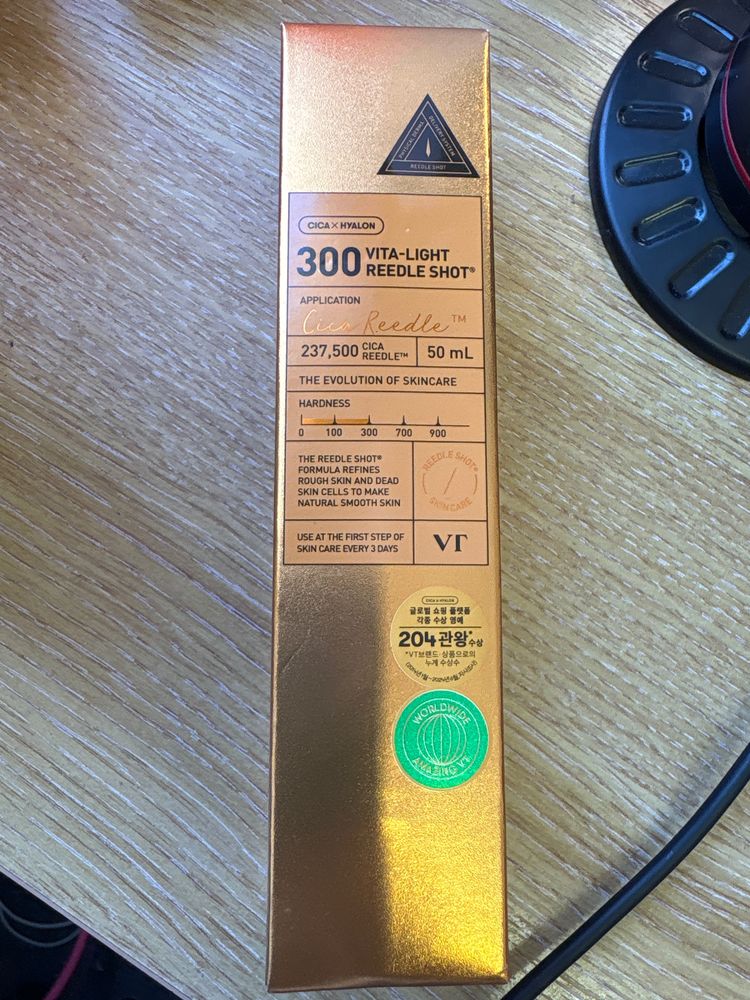 PHYSICAL DERMA
DELIVERY SYSTEM
REEDLE SHOT
CICA X HYALON
300 VITA-LIGHT
REEDLE SHOT®
APPLICATION
Cica Reedle™
237,500 CICA
REEDLE™
50 mL
THE EVOLUTION OF SKINCARE
HARDNESS
0 100 300 700 900
THE REEDLE SHOT®
FORMULA REFINES
ROUGH SKIN AND DEAD
SKIN CELLS TO MAKE
NATURAL SMOOTH SKIN
REEDLE SHOT®
SKIN CARE
USE AT THE FIRST STEP OF
SKIN CARE EVERY 3 DAYS
VT
CICA X HYALON
글로벌 쇼핑 플랫폼
각종 수상 영예
204관왕*수상
*VT브랜드·상품으로의
누계 수상수
WORLDWIDE
AMAZING VT